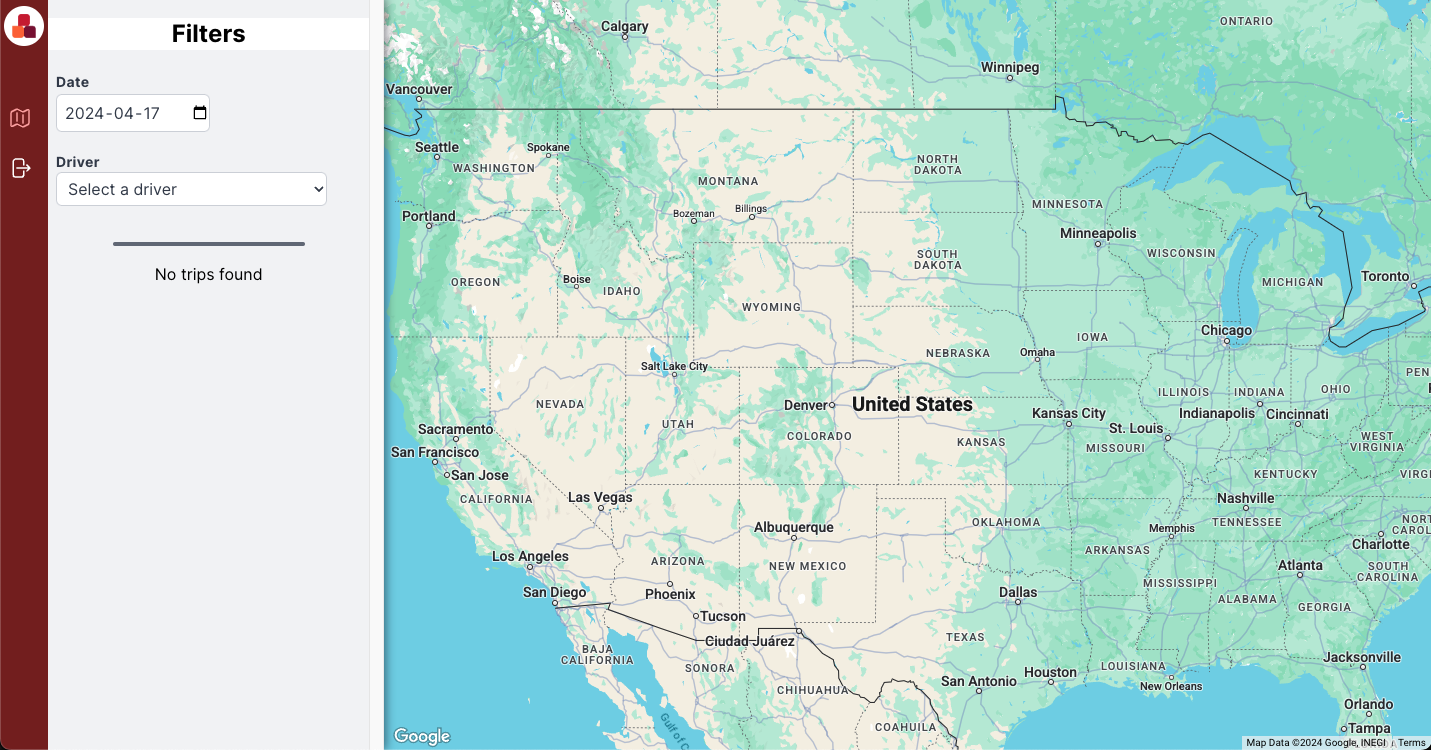 Filters
Date
2024-04-17
Driver
Select a driver
No trips found
Calgary
ONTARIO
Winnipeg
Vancouver
Seattle
Spokane
WASHINGTON
NORTH
DAKOTA
MONTANA
Bozeman
Billings
MINNESOTA
Portland
Minneapolis
WISCONSIN
SOUTH
DAKOTA
OREGON
Boise
IDAHO
MICHIGAN
Toronto
WYOMING
Chicago
IOWA
NEBRASKA
Omaha
Salt Lake City
PEN
ILLINOIS
INDIANA
OHIO
NEVADA
Denver
United States
Kansas City
Indianapolis
Cincinnati
UTAH
COLORADO
St. Louis
Sacramento
KANSAS
MISSOURI
WEST
VIRGINIA
San Francisco
San Jose
KENTUCKY
VIRG
CALIFORNIA
Las Vegas
Nashville
Albuquerque
OKLAHOMA
Memphis
TENNESSEE
NORT
CAROL
Los Angeles
ARIZONA
NEW MEXICO
ARKANSAS
Charlotte
Atlanta
SOUTH
CAROLINA
San Diego
Phoenix
Dallas
MISSISSIPPI
ALABAMA
GEORGIA
Tucson
Ciudad Juárez
TEXAS
BAJA
CALIFORNIA
SONORA
Jacksonville
LOUISIANA
Houston
San Antonio
New Orleans
CHIHUAHUA
Orlando
Gulf of C
COAHUILA
Tampa
Google
Map Data ©2024 Google, INEGI
Terms